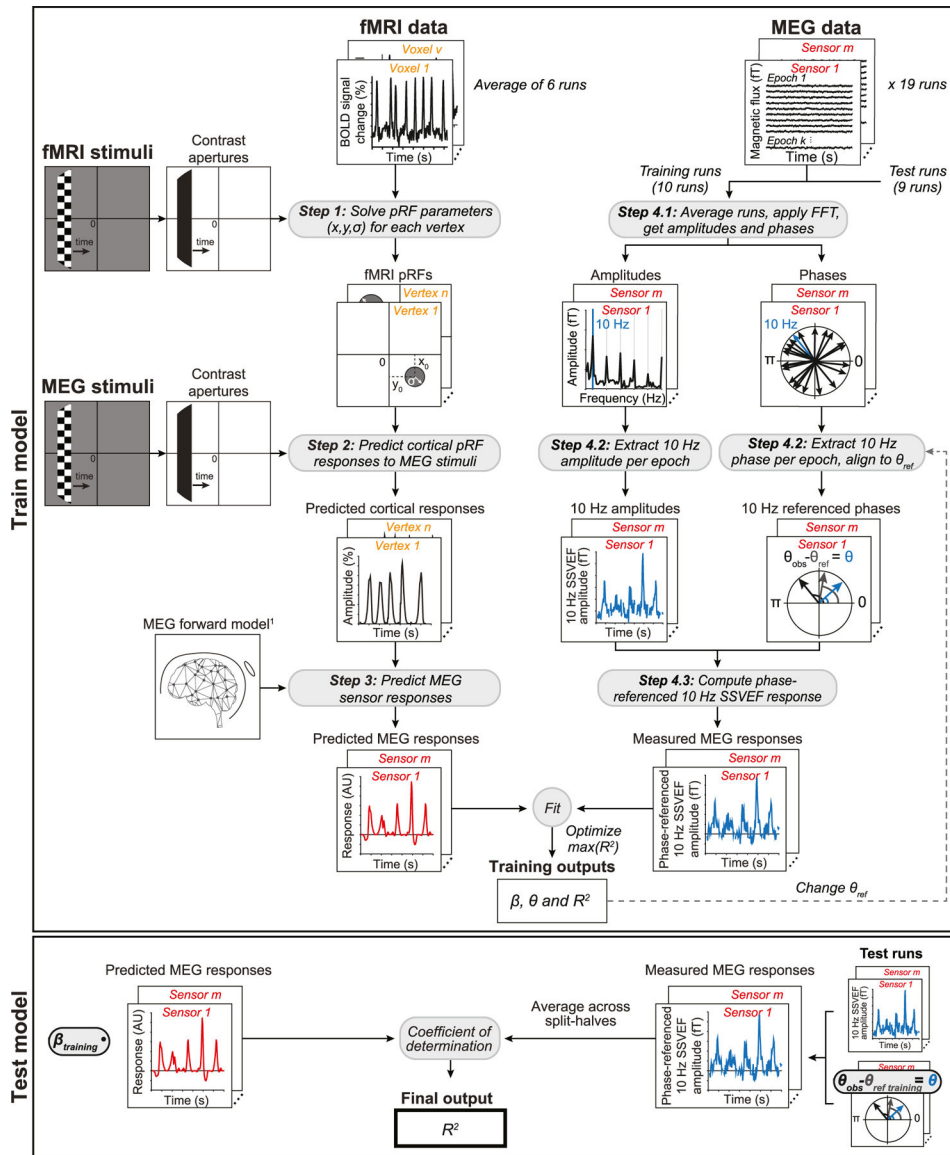 Train model
fMRI data
Voxel v
Voxel 1
BOLD signal
change (%)
Time (s)
Average of 6 runs
MEG data
Sensor m
Sensor 1
Epoch 1
Epoch k
Magnetic flux (fT)
Time (s)
x 19 runs
Training runs
(10 runs)
Test runs
(9 runs)
fMRI stimuli
0
time
Contrast
apertures
0
time
Step 1: Solve pRF parameters
(x,y,σ) for each vertex
Step 4.1: Average runs, apply FFT,
get amplitudes and phases
fMRI pRFs
Vertex n
Vertex 1
0
x0
y0
σ
Amplitudes
Sensor m
Sensor 1
10 Hz
Amplitude (fT)
Frequency (Hz)
Phases
Sensor m
Sensor 1
10 Hz
π
0
MEG stimuli
0
time
Contrast
apertures
0
time
Step 2: Predict cortical pRF
responses to MEG stimuli
Step 4.2: Extract 10 Hz
amplitude per epoch
Step 4.2: Extract 10 Hz
phase per epoch, align to θref
Predicted cortical responses
Vertex n
Vertex 1
Amplitude (%)
Time (s)
10 Hz amplitudes
Sensor m
Sensor 1
10 Hz SSVEF
amplitude (fT)
Time (s)
10 Hz referenced phases
Sensor m
Sensor 1
θobs-θref = θ
π
0
MEG forward model¹
Step 3: Predict MEG
sensor responses
Step 4.3: Compute phase-
referenced 10 Hz SSVEF response
Predicted MEG responses
Sensor m
Sensor 1
Response (AU)
Time (s)
Fit
Measured MEG responses
Sensor m
Sensor 1
Phase-referenced
10 Hz SSVEF
amplitude (fT)
Time (s)
Optimize
max(R²)
Training outputs
β, θ and R²
Change θref
Test model
Predicted MEG responses
βtraining
Sensor m
Sensor 1
Response (AU)
Time (s)
Coefficient of
determination
Average across
split-halves
Final output
R²
Measured MEG responses
Sensor m
Sensor 1
Phase-referenced
10 Hz SSVEF
amplitude (fT)
Time (s)
Test runs
Sensor m
Sensor 1
10 Hz SSVEF
amplitude (fT)
Time (s)
Sensor m
θobs-θref training = θ
π
0